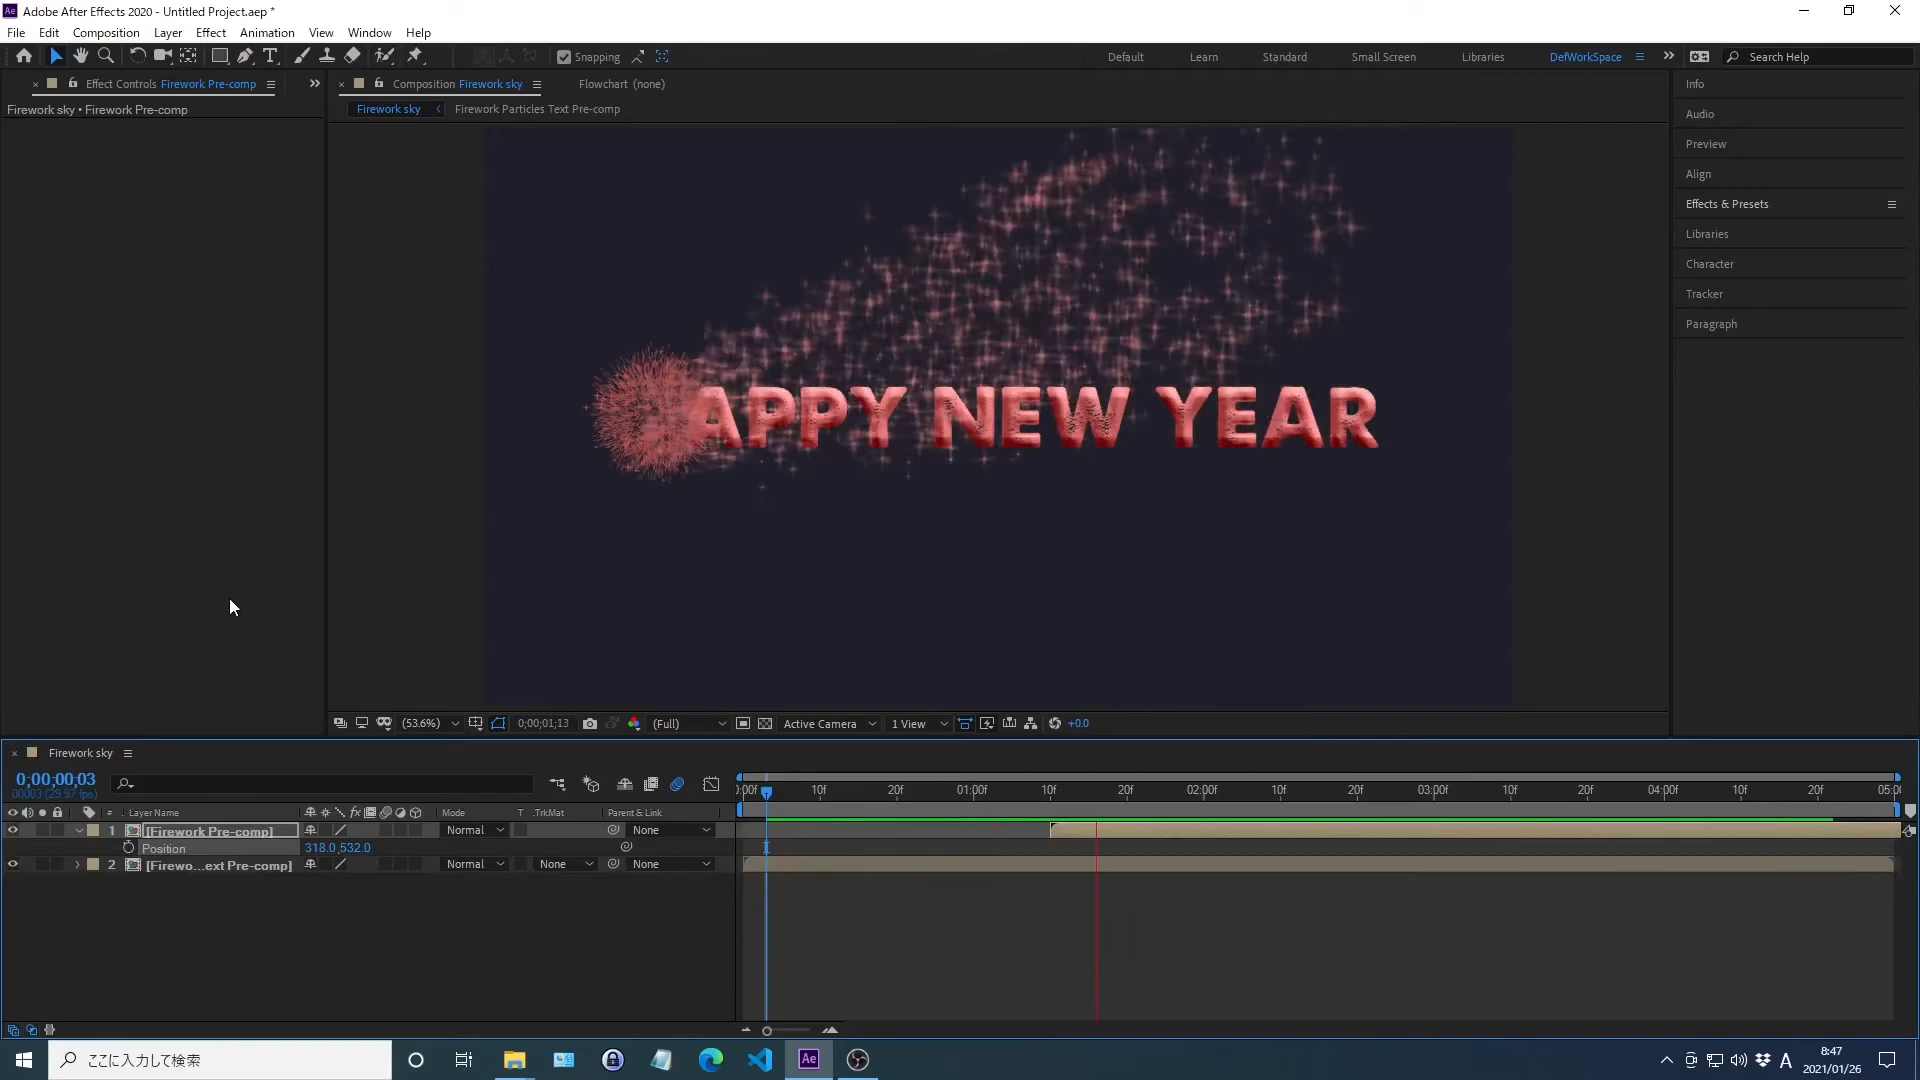 Adobe After Effects 2020 - Untitled Project.aep *
File Edit Composition Layer Effect Animation View Window Help
Snapping
Default Learn Standard Small Screen Libraries DefWorkSpace Search Help
Effect Controls Firework Pre-comp
Composition Firework sky
Flowchart (none)
Firework sky • Firework Pre-comp
Firework sky
Firework Particles Text Pre-comp
Info
Audio
Preview
Align
Effects & Presets
Libraries
Character
Tracker
Paragraph
APPY NEW YEAR
(53.6%) 0;00;01;13 (Full) Active Camera 1 View +0.0
Firework sky
0;00;00;03
00003 (29.97 fps)
0:00f 10f 20f 01:00f 10f 20f 02:00f 10f 20f 03:00f 10f 20f 04:00f 10f 20f 05:00
# Layer Name fx Mode T .TrkMat Parent & Link
1 [Firework Pre-comp] Normal None
Position 318.0,532.0
2 [Firewo...ext Pre-comp] Normal None None
ここに入力して検索
Ae
A
8:47
2021/01/26